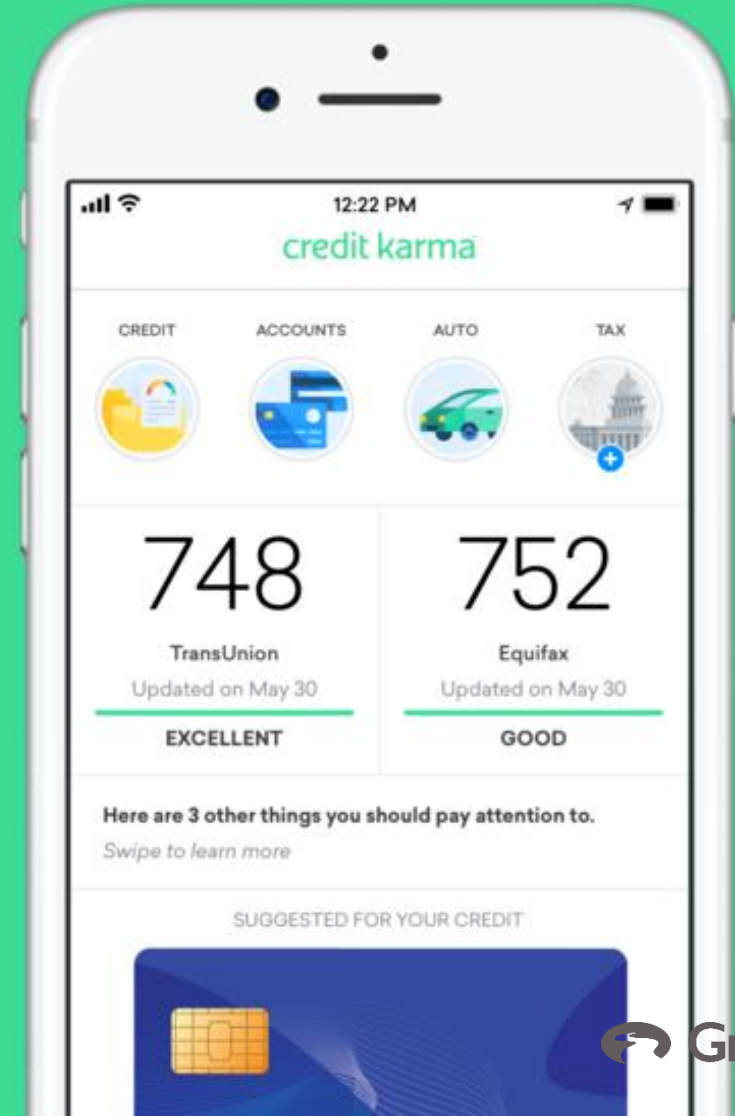 12:22 PM
credit karma
CREDIT ACCOUNTS AUTO TAX
748 752
TransUnion Equifax
Updated on May 30 Updated on May 30
EXCELLENT GOOD
Here are 3 other things you should pay attention to.
Swipe to learn more
SUGGESTED FOR YOUR CREDIT